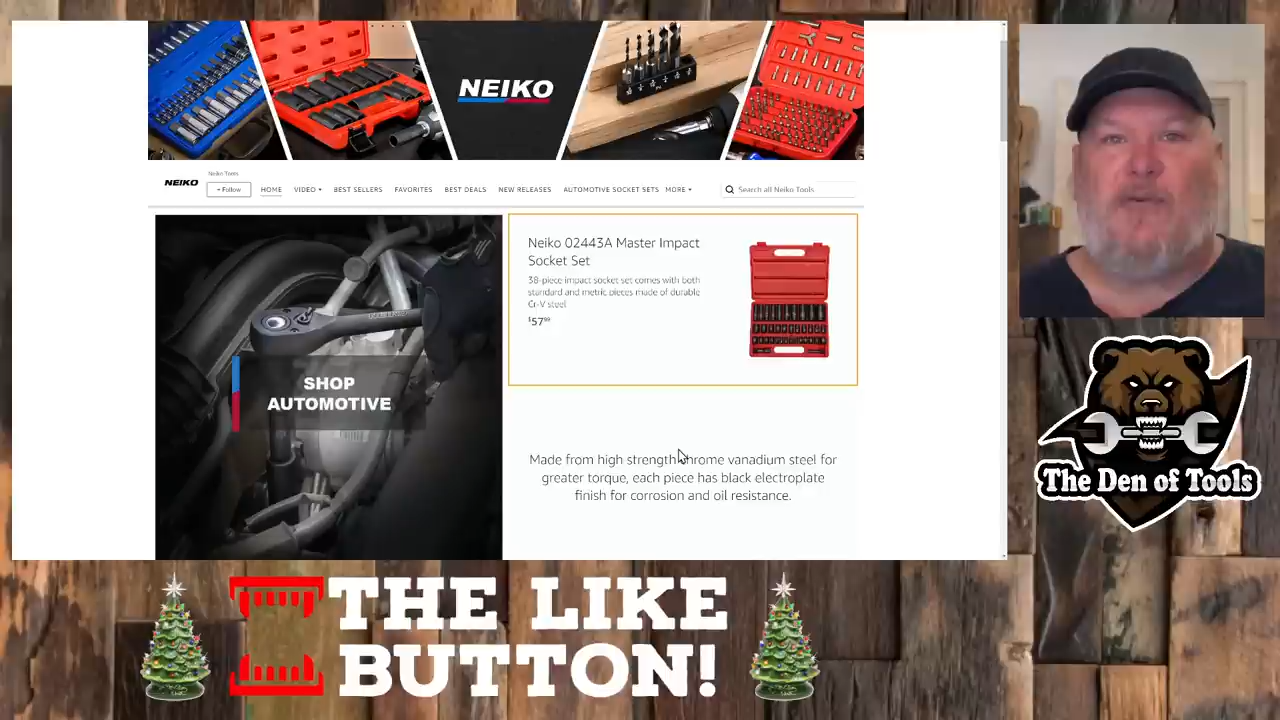 NEIKO
Neiko Tools
NEIKO
+ Follow
HOME
VIDEO
BEST SELLERS
FAVORITES
BEST DEALS
NEW RELEASES
AUTOMOTIVE SOCKET SETS
MORE
Search all Neiko Tools
Neiko 02443A Master Impact
Socket Set
38-piece impact socket set comes with both
standard and metric pieces made of durable
Cr-V steel
$57⁹⁹
SHOP
AUTOMOTIVE
Made from high strength chrome vanadium steel for
greater torque, each piece has black electroplate
finish for corrosion and oil resistance.
The Den of Tools
THE LIKE
BUTTON!